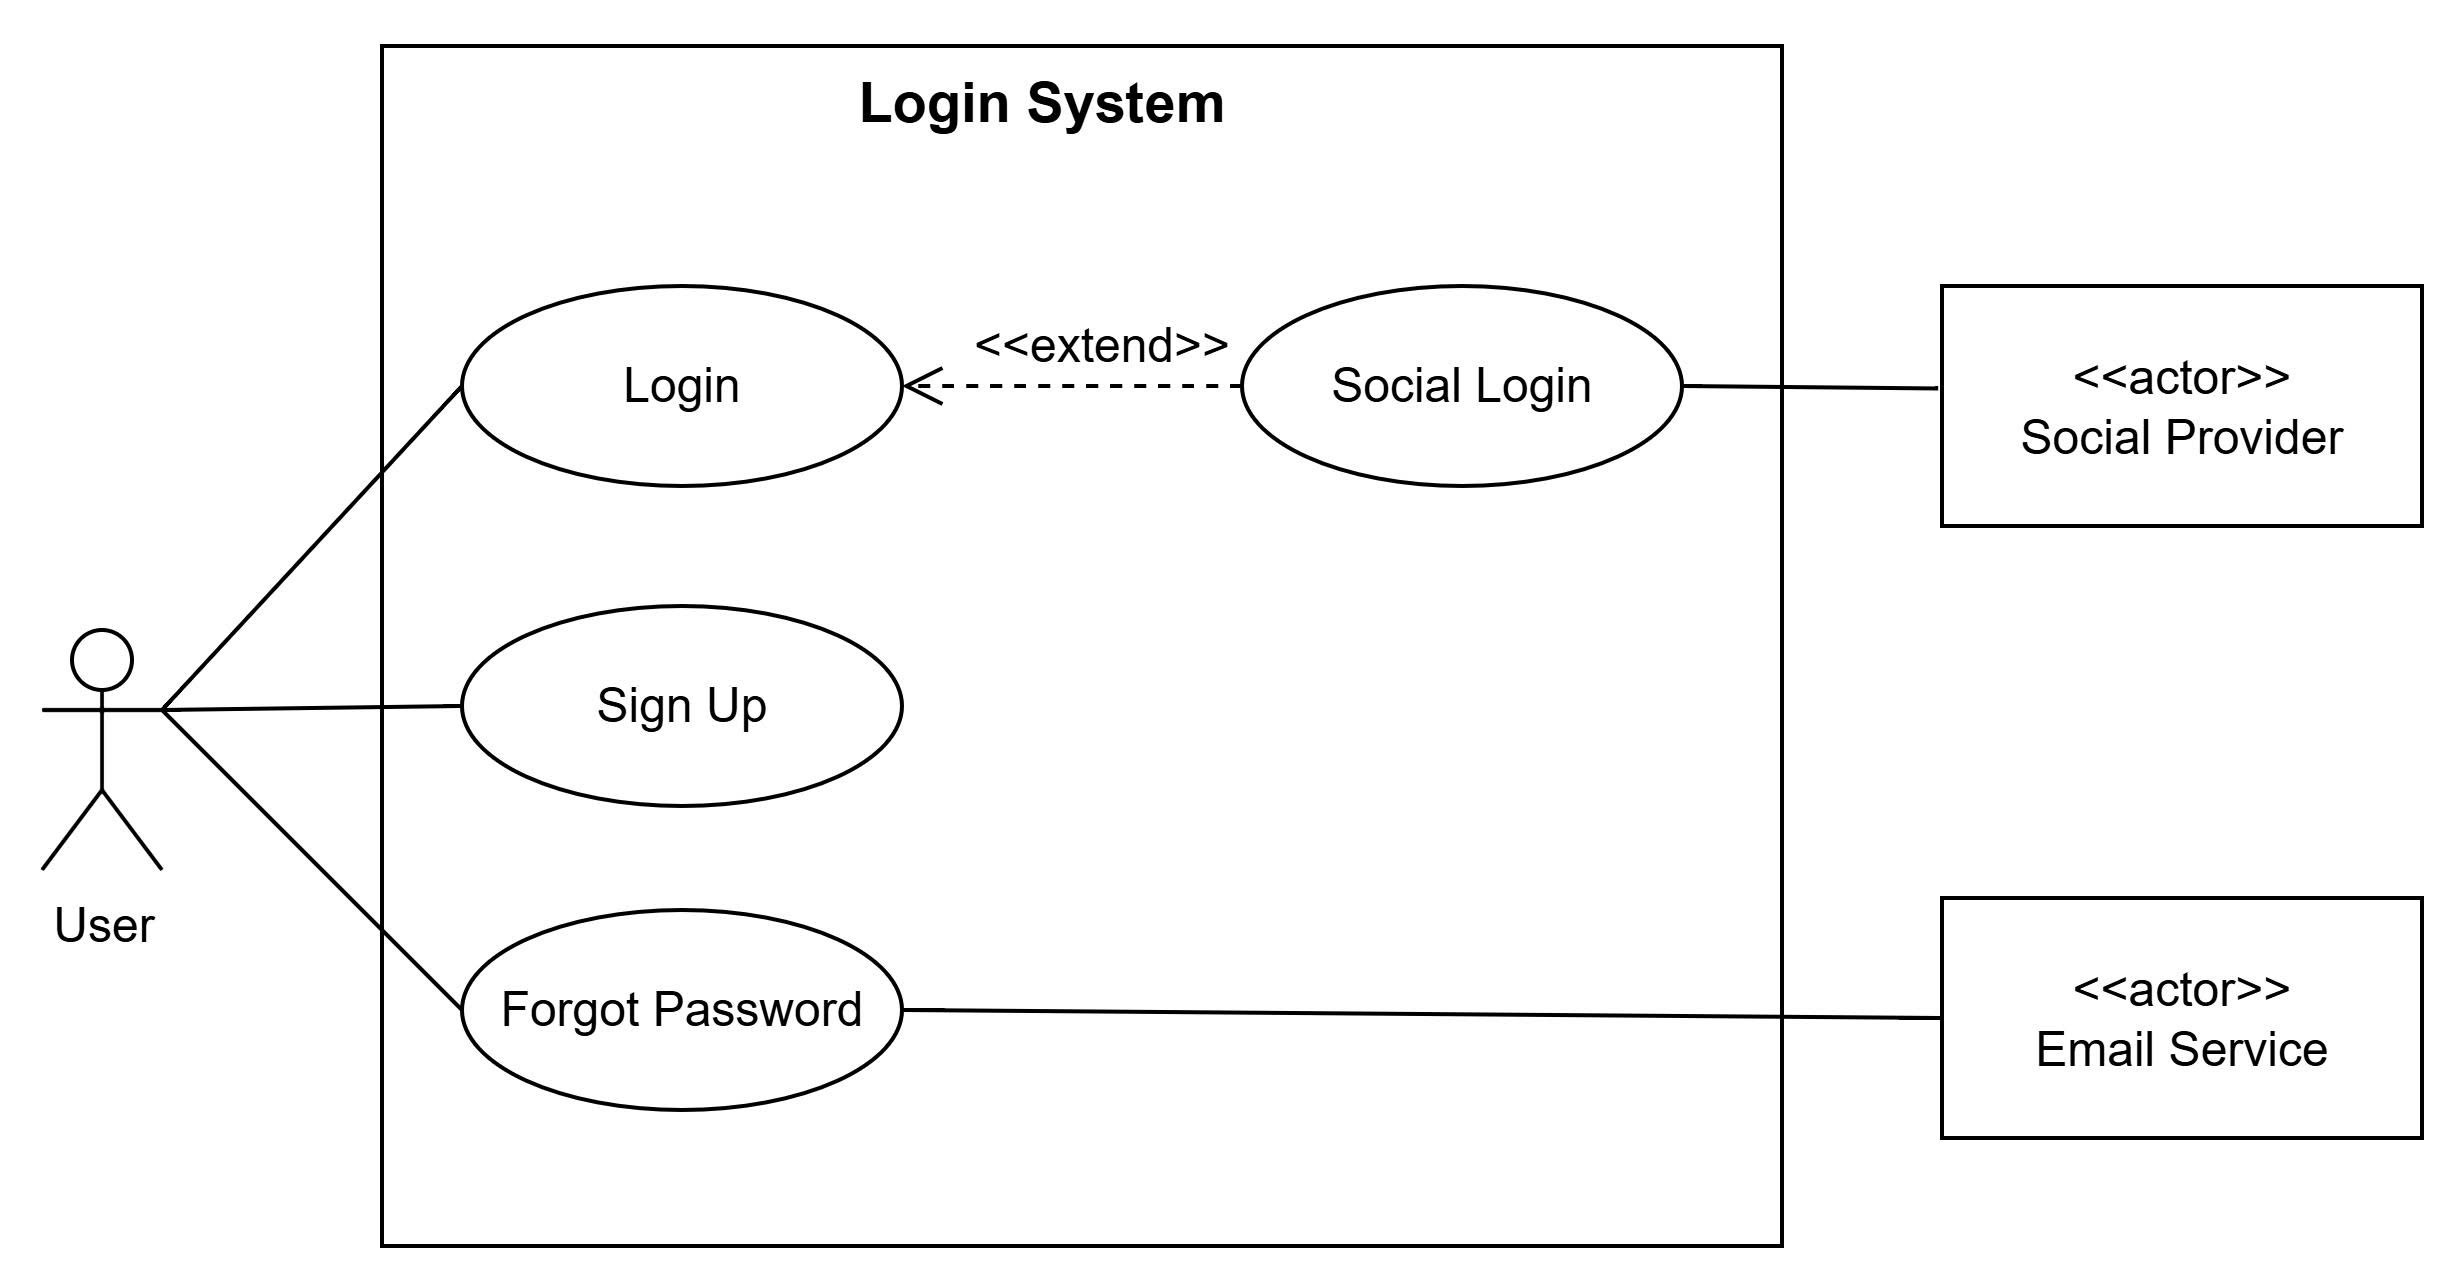 Login System
Login
<<extend>>
Social Login
<<actor>>
Social Provider
Sign Up
User
Forgot Password
<<actor>>
Email Service